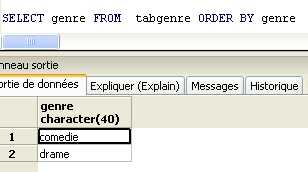 SELECT genre FROM tabgenre ORDER BY genre
nneau sortie
ortie de données Expliquer (Explain) Messages Historique
genre
character(40)
1 comedie
2 drame